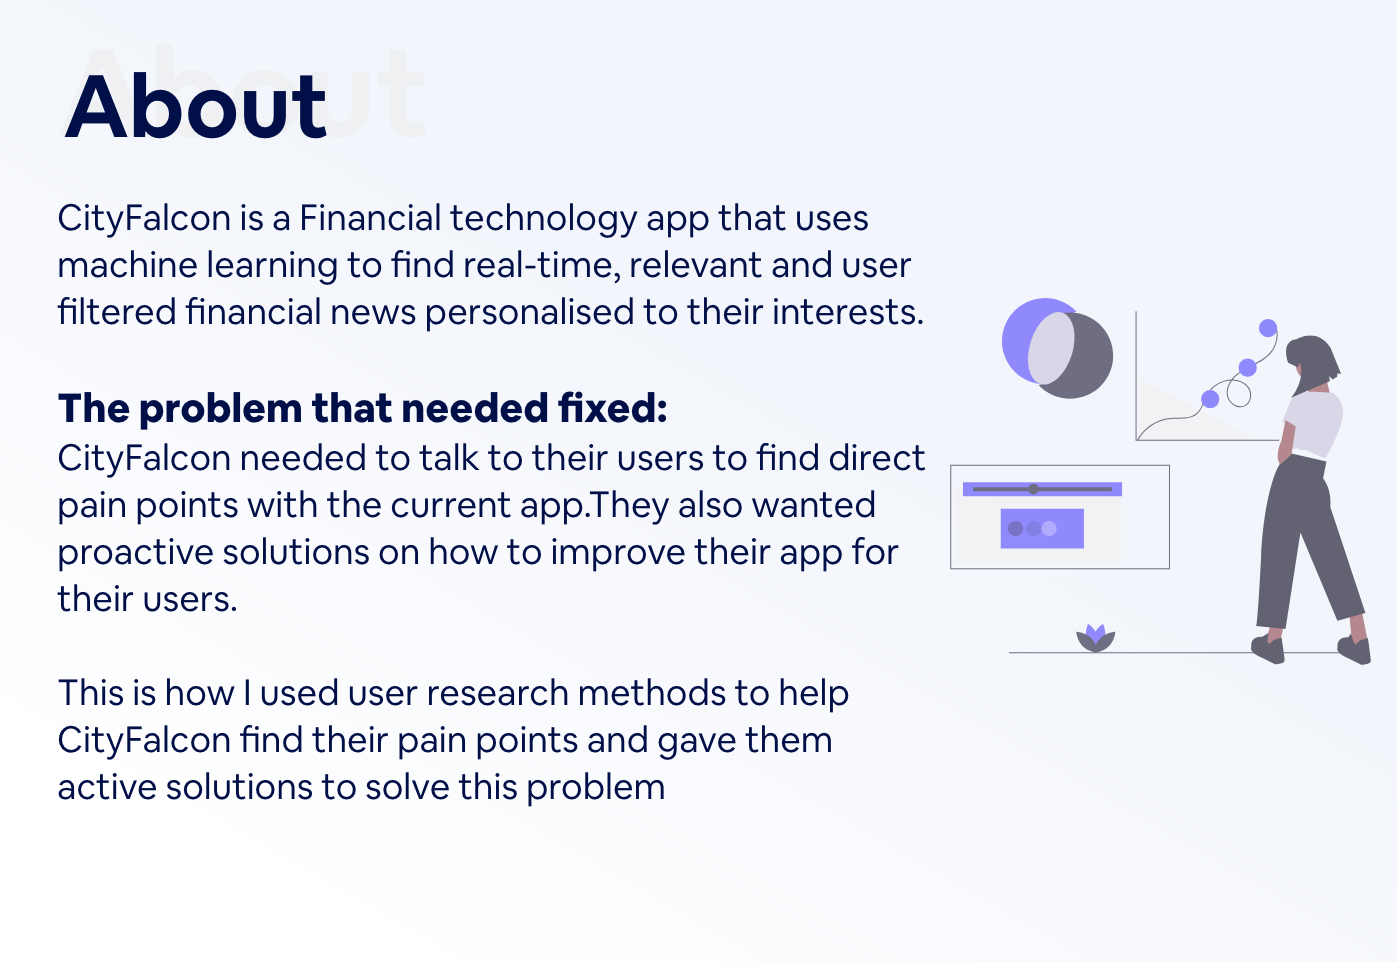 About
CityFalcon is a Financial technology app that uses
machine learning to find real-time, relevant and user
filtered financial news personalised to their interests.
The problem that needed fixed:
CityFalcon needed to talk to their users to find direct
pain points with the current app.They also wanted
proactive solutions on how to improve their app for
their users.
This is how I used user research methods to help
CityFalcon find their pain points and gave them
active solutions to solve this problem